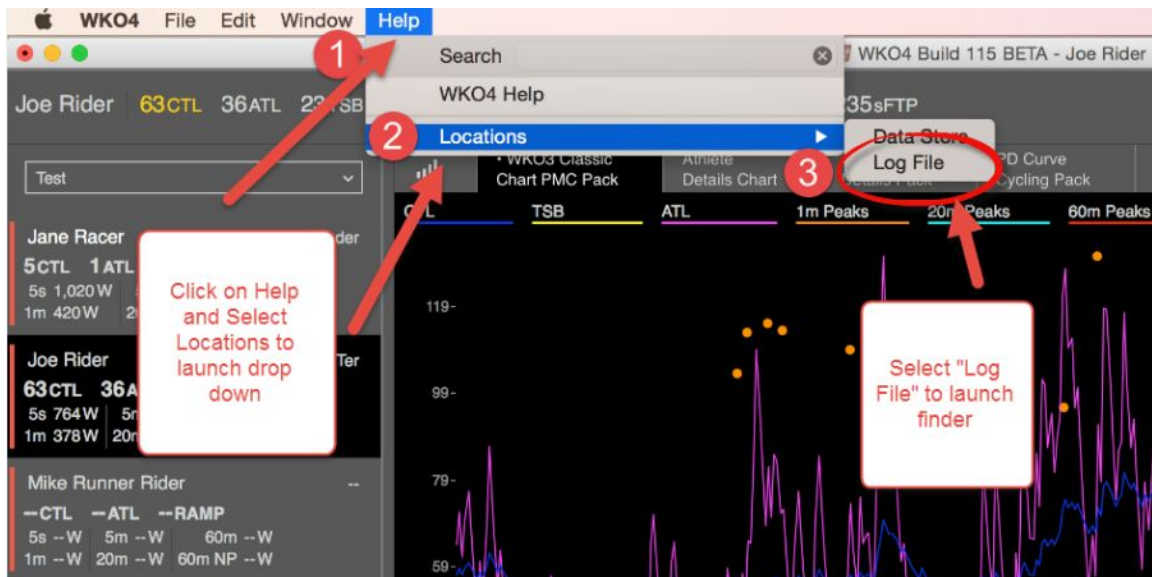 WKO4 File Edit Window Help
1
Search
WKO4 Build 115 BETA - Joe Rider
Joe Rider 63CTL 36ATL 23TSB
WKO4 Help
35sFTP
2
Locations
Data Store
Log File
3
Test
• WKO3 Classic
Chart PMC Pack
Athlete
Details Chart
PD Curve
Cycling Pack
TSB ATL 1m Peaks 20m Peaks 60m Peaks
Jane Racer
5CTL 1ATL
5s 1,020W
1m 420W
Click on Help
and Select
Locations to
launch drop
down
119-
Joe Rider
63CTL 36A
5s 764W
1m 378W
99-
Select "Log
File" to launch
finder
79-
Mike Runner Rider --
--CTL --ATL --RAMP
5s --W 5m --W 60m --W
1m --W 20m --W 60m NP --W
59-